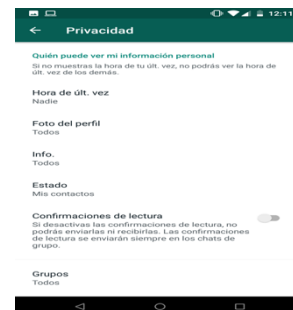 12:11
Privacidad
Quién puede ver mi información personal
Si no muestras la hora de tu últ. vez, no podrás ver la hora de
últ. vez de los demás.
Hora de últ. vez
Nadie
Foto del perfil
Todos
Info.
Todos
Estado
Mis contactos
Confirmaciones de lectura
Si desactivas las confirmaciones de lectura, no
podrás enviarlas ni recibirlas. Las confirmaciones
de lectura se enviarán siempre en los chats de
grupo.
Grupos
Todos